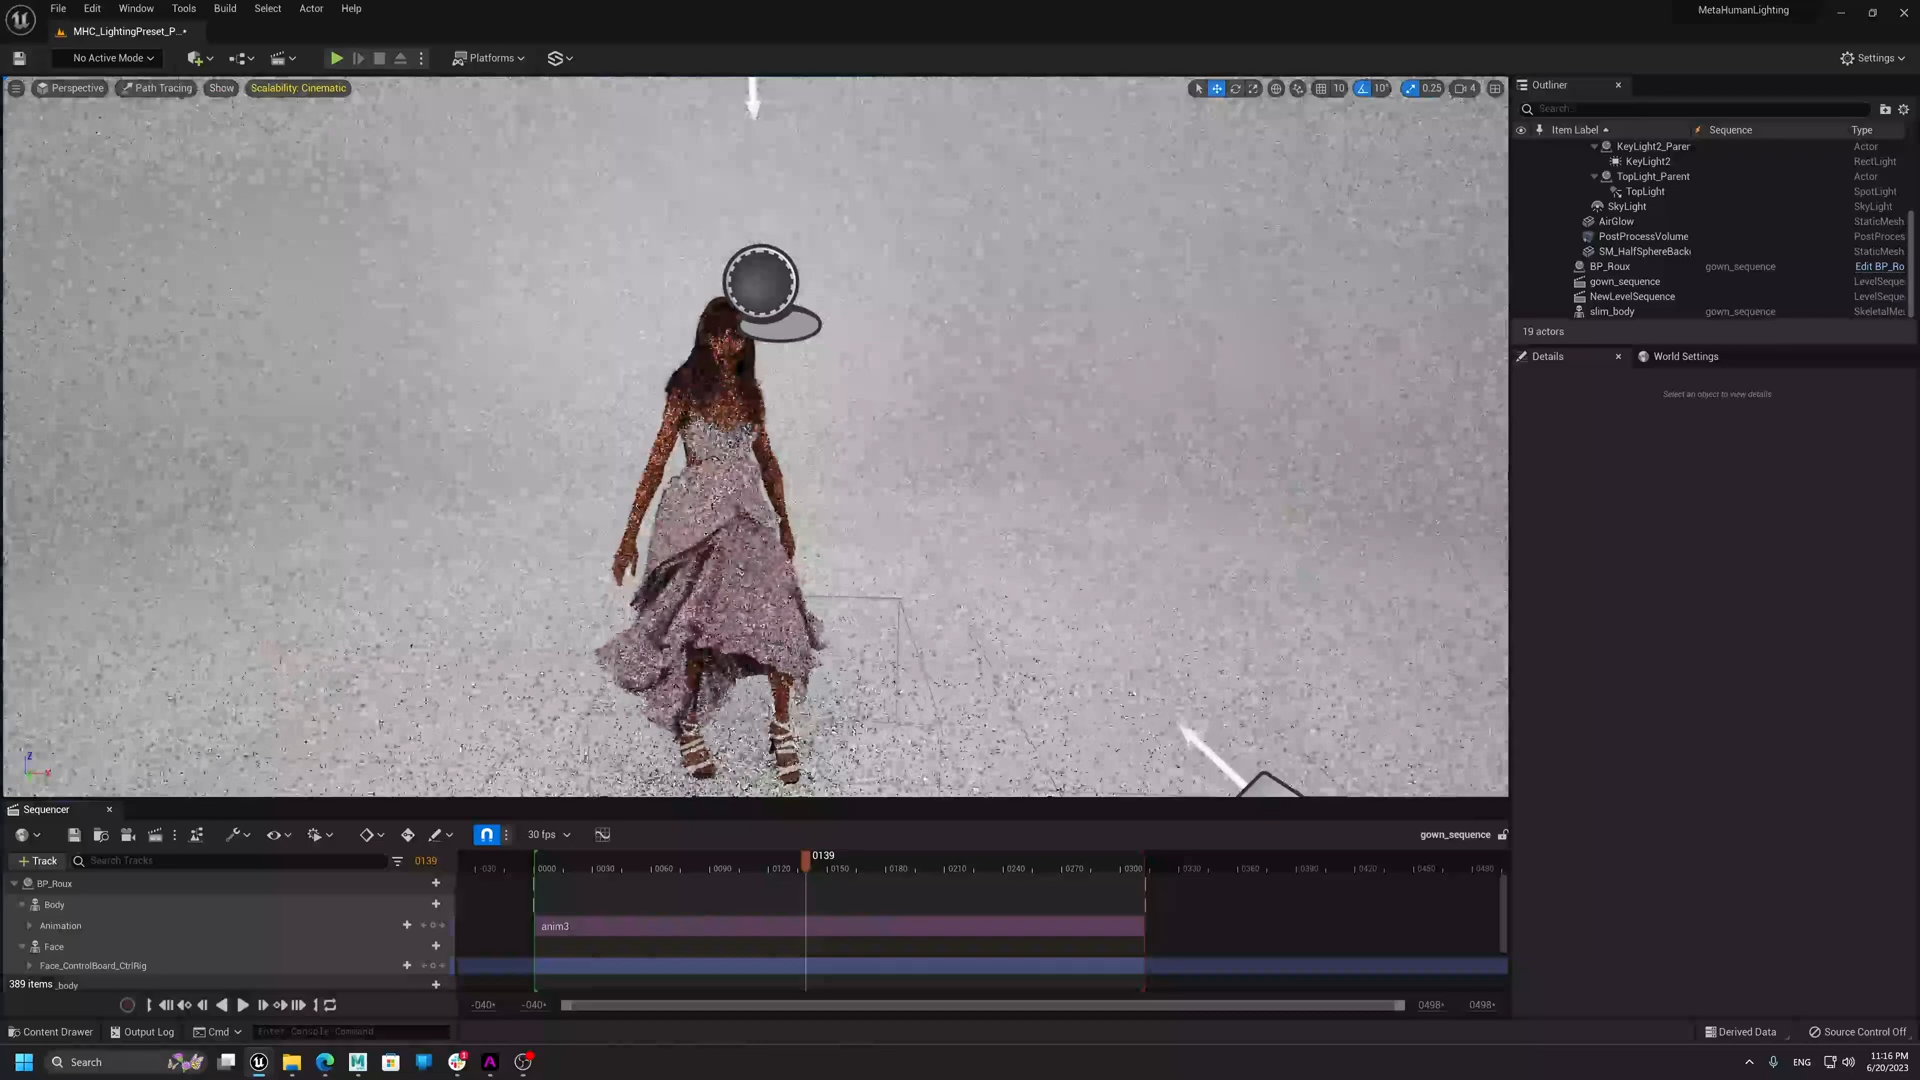 File Edit Window Tools Build Select Actor Help
MetaHumanLighting
MHC_LightingPreset_P...•
No Active Mode
Platforms
Settings
Perspective Path Tracing Show Scalability: Cinematic
10 10° 0.25 4
Outliner
Search...
Item Label Sequence Type
KeyLight2_Paren Actor
KeyLight2 RectLight
TopLight_Parent Actor
TopLight SpotLight
SkyLight SkyLight
AirGlow StaticMesh
PostProcessVolume PostProces
SM_HalfSphereBack StaticMesh
BP_Roux gown_sequence Edit BP_Ro
gown_sequence LevelSeque
NewLevelSequence LevelSeque
slim_body gown_sequence SkeletalMe
19 actors
Details World Settings
Select an object to view details
Z
Sequencer
30 fps
gown_sequence
+ Track Search Tracks 0139
0139
-030 0000 0030 0060 0090 0120 0150 0180 0210 0240 0270 0300 0330 0360 0390 0420 0450 0480
BP_Roux
Body
Animation
anim3
Face
Face_ControlBoard_CtrlRig
389 items _body
-040+ -040+ 0498+ 0498+
Content Drawer Output Log Cmd Enter Console Command
Derived Data Source Control Off
Search
1
ENG
11:16 PM
6/20/2023